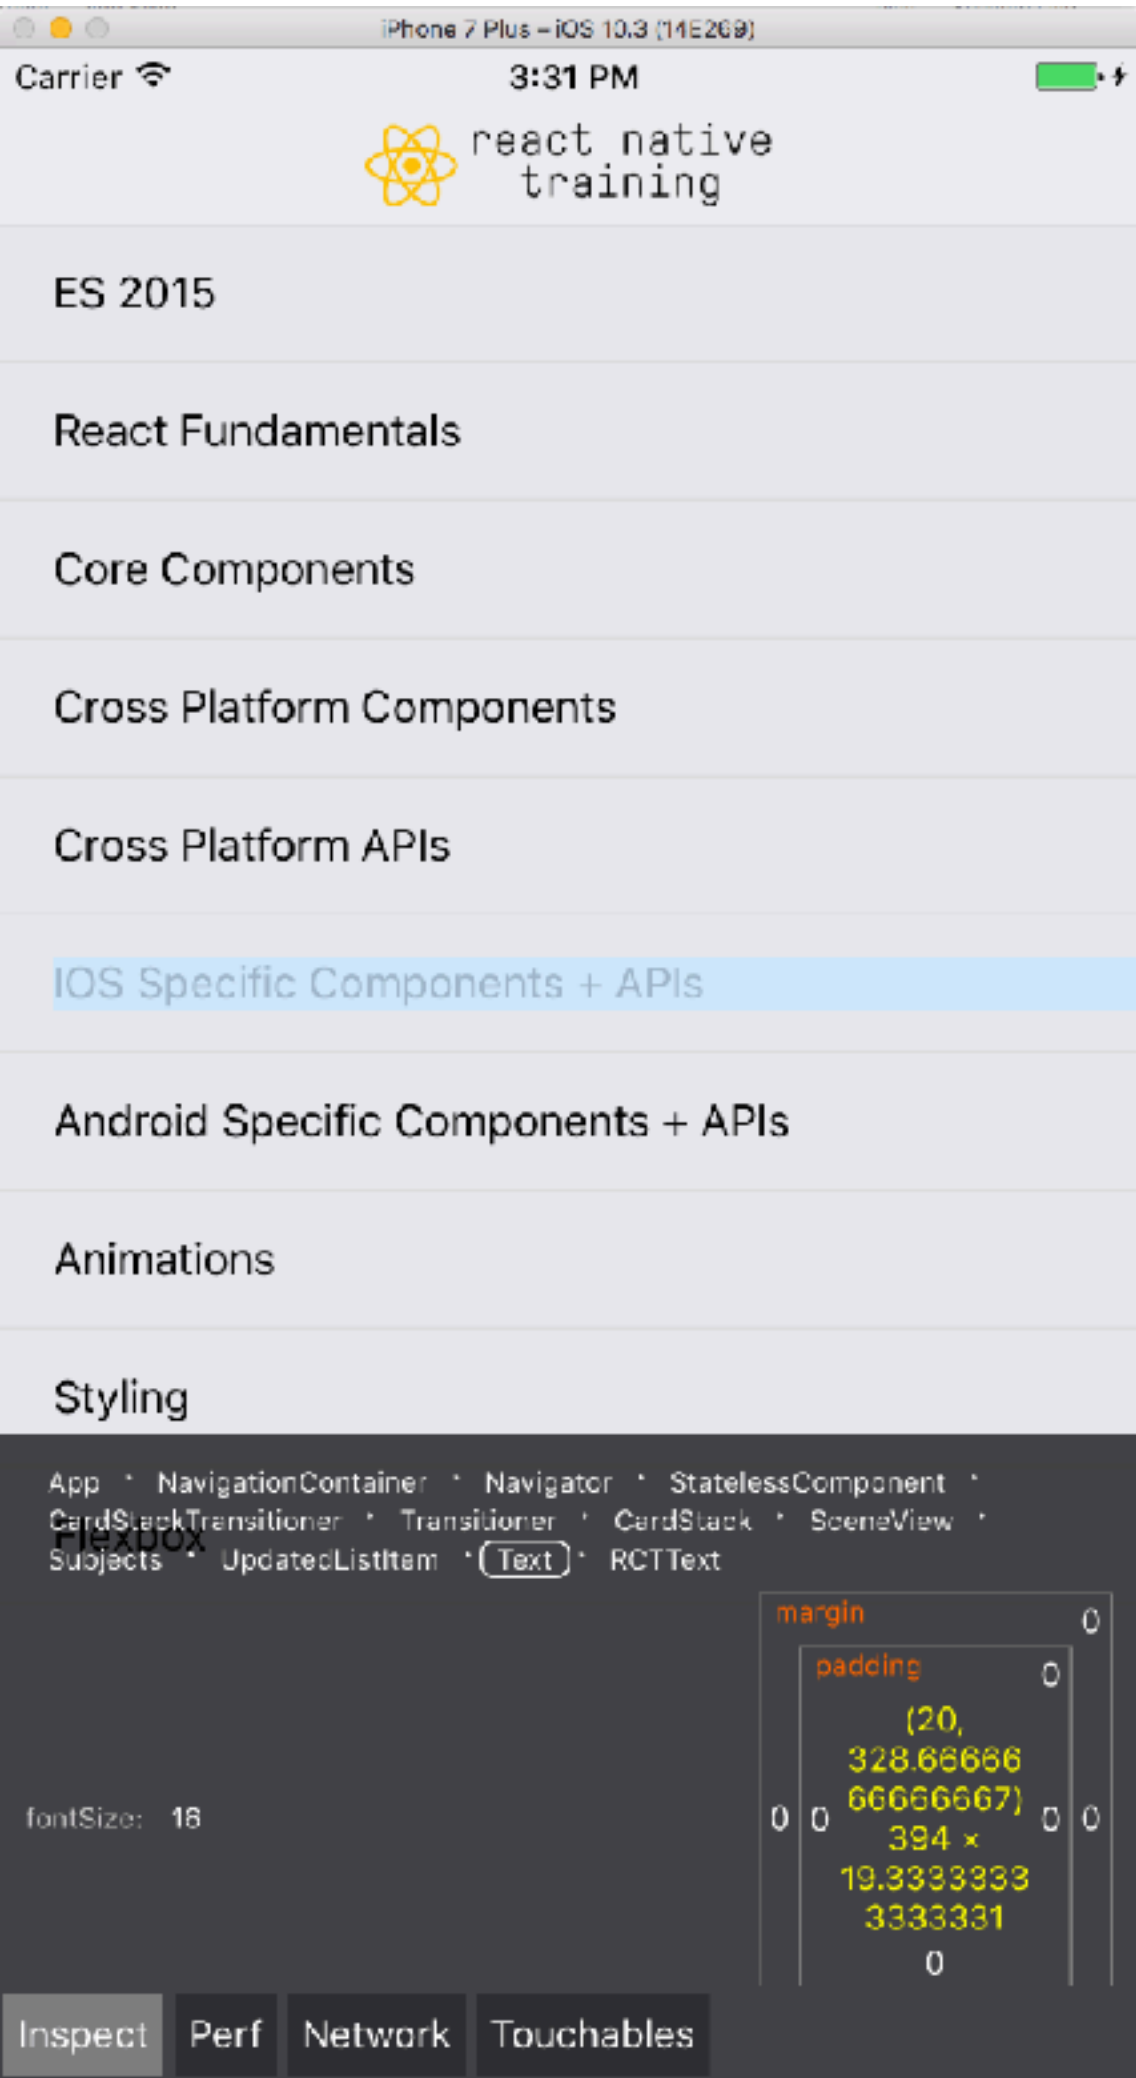 iPhone 7 Plus – iOS 10.3 (14E269)
Carrier 3:31 PM
react native
training
ES 2015
React Fundamentals
Core Components
Cross Platform Components
Cross Platform APIs
IOS Specific Components + APIs
Android Specific Components + APIs
Animations
Styling
App NavigationContainer Navigator StatelessComponent
CardStackTransitioner Transitioner CardStack SceneView
Flexbox
Subjects UpdatedListItem Text RCTText
margin 0
padding 0
(20,
328.66666
66666667)
fontSize: 16 0 0 0 0
394 ×
19.3333333
3333331
0
Inspect Perf Network Touchables